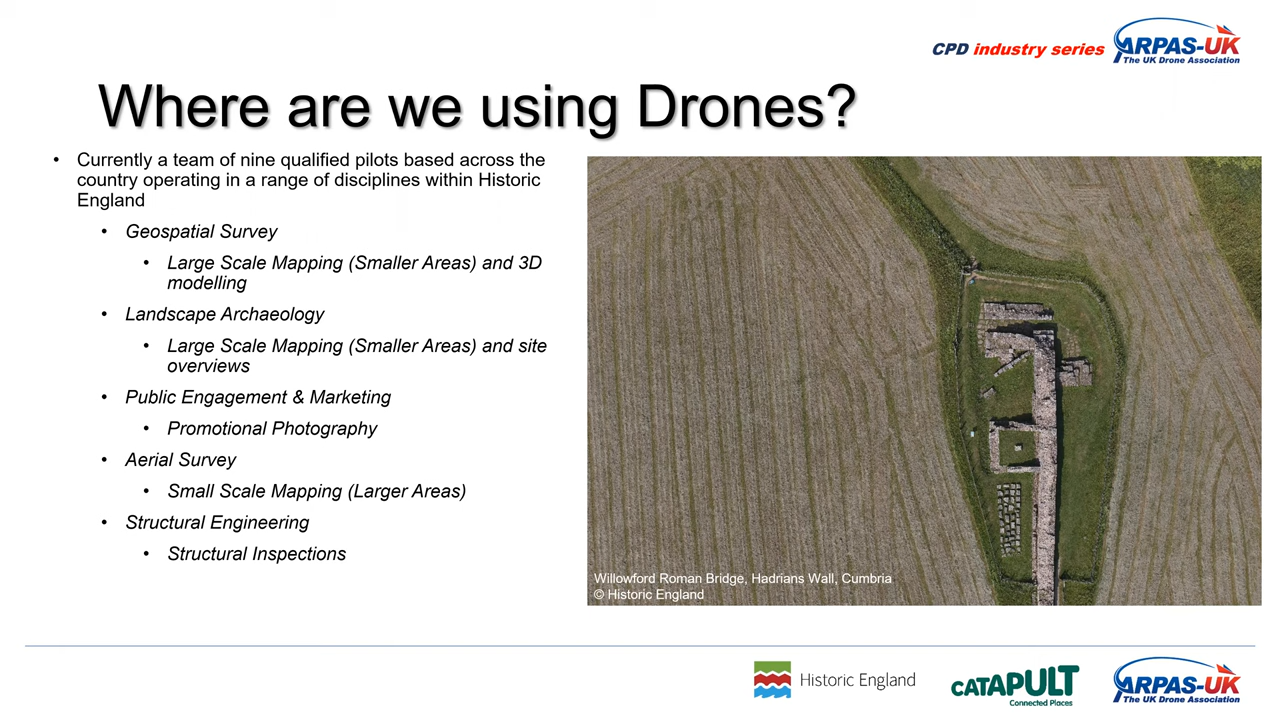 CPD industry series
ARPAS-UK
The UK Drone Association
Where are we using Drones?
• Currently a team of nine qualified pilots based across the
country operating in a range of disciplines within Historic
England
• Geospatial Survey
• Large Scale Mapping (Smaller Areas) and 3D
modelling
• Landscape Archaeology
• Large Scale Mapping (Smaller Areas) and site
overviews
• Public Engagement & Marketing
• Promotional Photography
• Aerial Survey
• Small Scale Mapping (Larger Areas)
• Structural Engineering
• Structural Inspections
Willowford Roman Bridge, Hadrians Wall, Cumbria
© Historic England
Historic England
CATAPULT
Connected Places
ARPAS-UK
The UK Drone Association